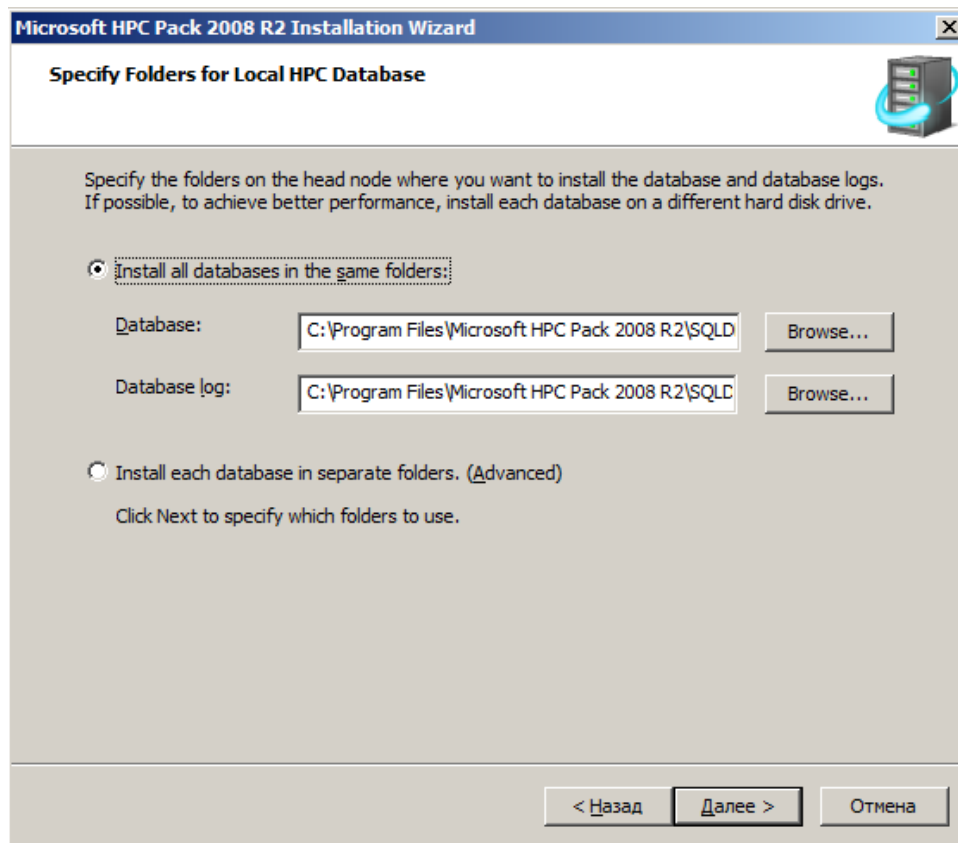 Microsoft HPC Pack 2008 R2 Installation Wizard
Specify Folders for Local HPC Database
Specify the folders on the head node where you want to install the database and database logs.
If possible, to achieve better performance, install each database on a different hard disk drive.
Install all databases in the same folders:
Database:
C:\Program Files\Microsoft HPC Pack 2008 R2\SQLD
Browse...
Database log:
C:\Program Files\Microsoft HPC Pack 2008 R2\SQLD
Browse...
Install each database in separate folders. (Advanced)
Click Next to specify which folders to use.
< Назад
Далее >
Отмена